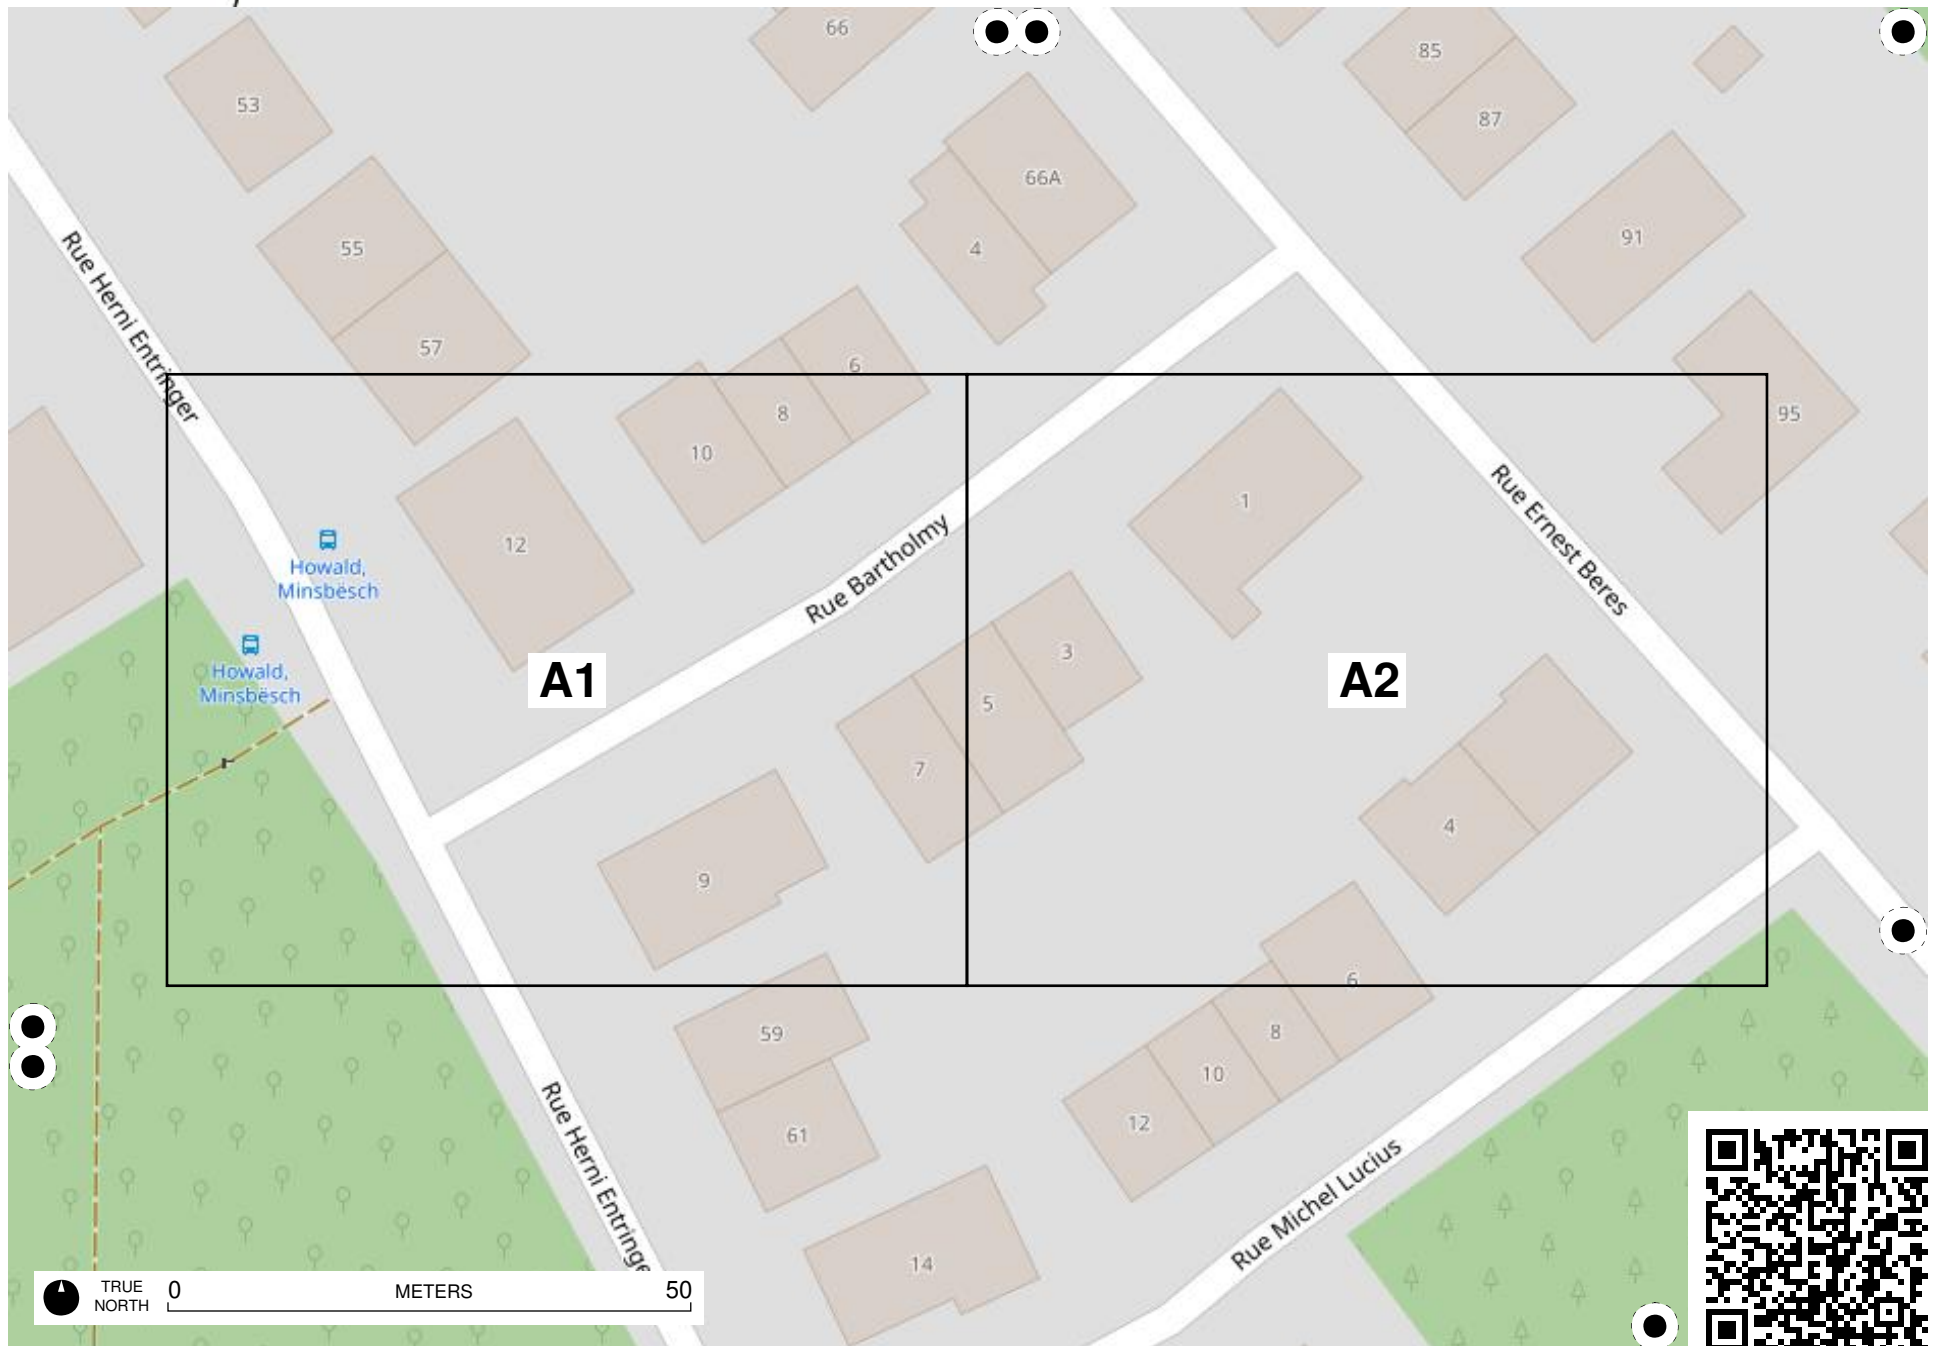 66
85
53
87
66A
91
4
55
Rue Herni Entringer
57
6
8
95
10
1
12
Howald,
Minsbësch
Rue Bartholmy
Rue Ernest Beres
Howald,
Minsbësch
3
A1
A2
5
7
4
9
6
59
8
10
12
61
Rue Herni Entringe
Rue Michel Lucius
14
TRUE
NORTH
0
METERS
50